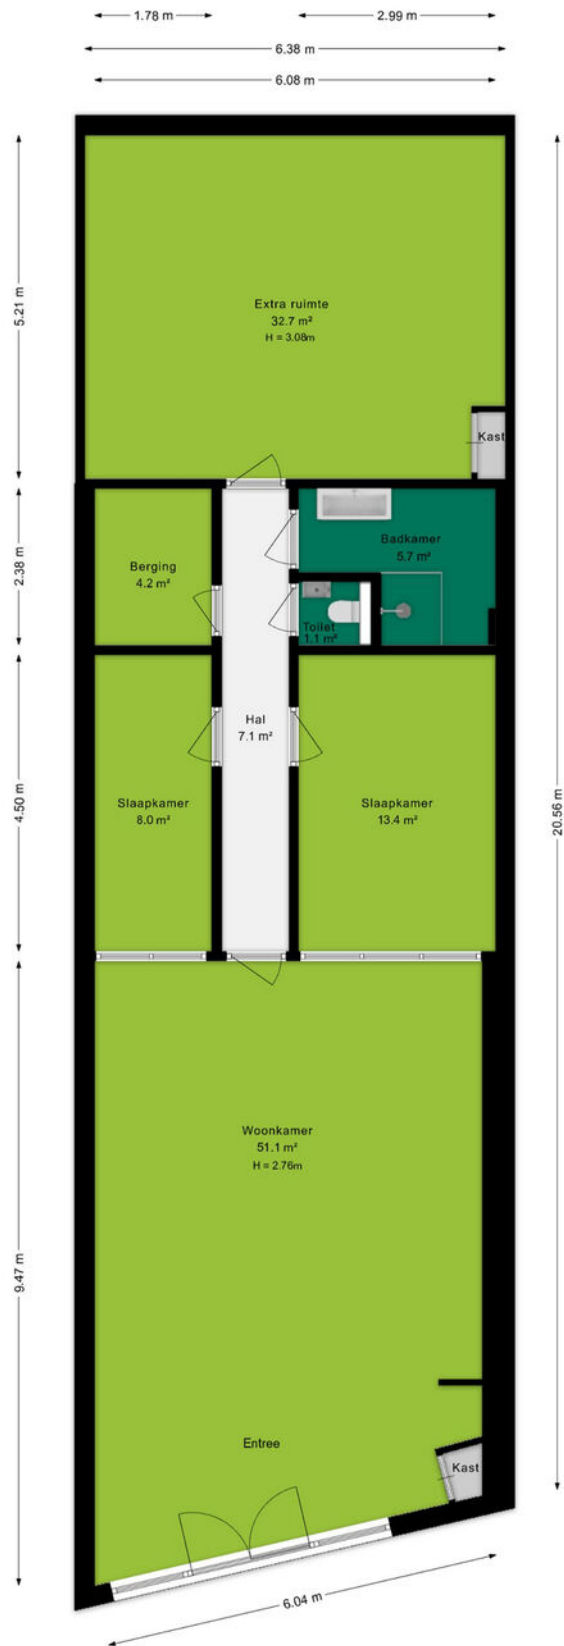 1.78 m
2.99 m
6.38 m
6.08 m
5.21 m
Extra ruimte
32.7 m²
H = 3.08m
Kast
2.38 m
Berging
4.2 m²
Badkamer
5.7 m²
Toilet
1.1 m²
Hal
7.1 m²
4.50 m
Slaapkamer
8.0 m²
Slaapkamer
13.4 m²
20.56 m
Woonkamer
51.1 m²
H = 2.76m
9.47 m
Entree
Kast
6.04 m